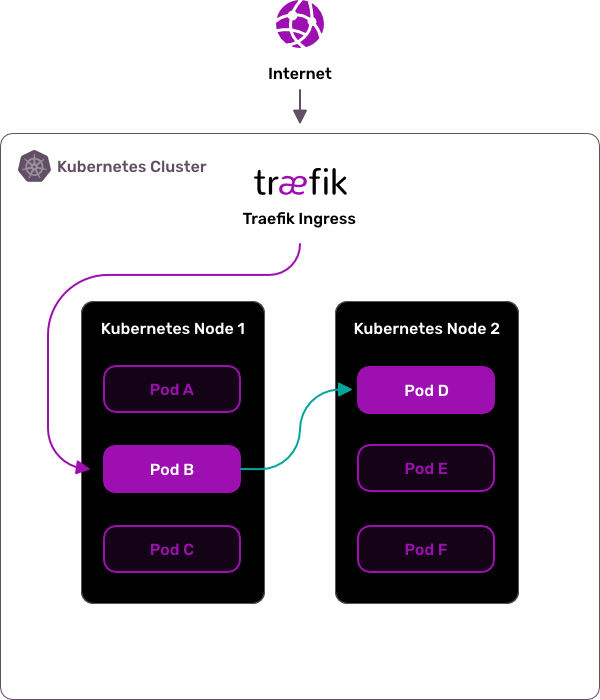 Internet
Kubernetes Cluster
træfik
Traefik Ingress
Kubernetes Node 1
Pod A
Pod B
Pod C
Kubernetes Node 2
Pod D
Pod E
Pod F